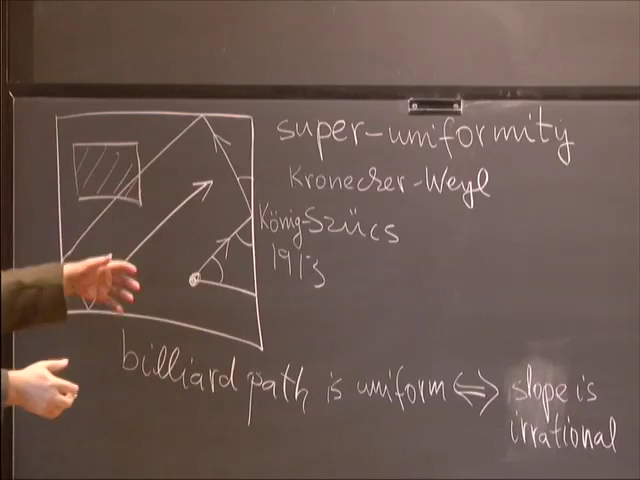 super-uniformity
Kronecker-Weyl
König-Szücs
1913
billiard path is uniform ⟺ slope is
irrational